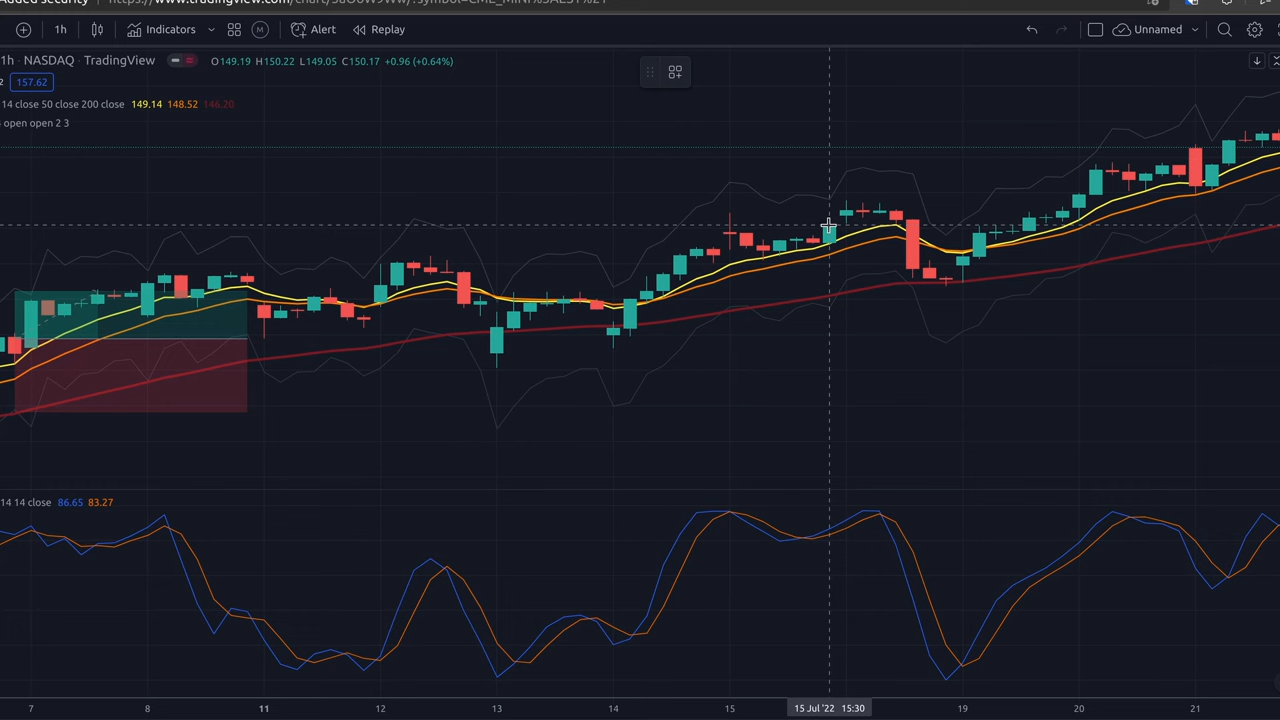 1h Indicators M Alert Replay Unnamed
1h · NASDAQ · TradingView O149.19 H150.22 L149.05 C150.17 +0.96 (+0.64%)
2 157.62
14 close 50 close 200 close 149.14 148.52 146.20
open open 2 3
14 14 close 86.65 83.27
7 8 11 12 13 14 15 15 Jul '22 15:30 19 20 21